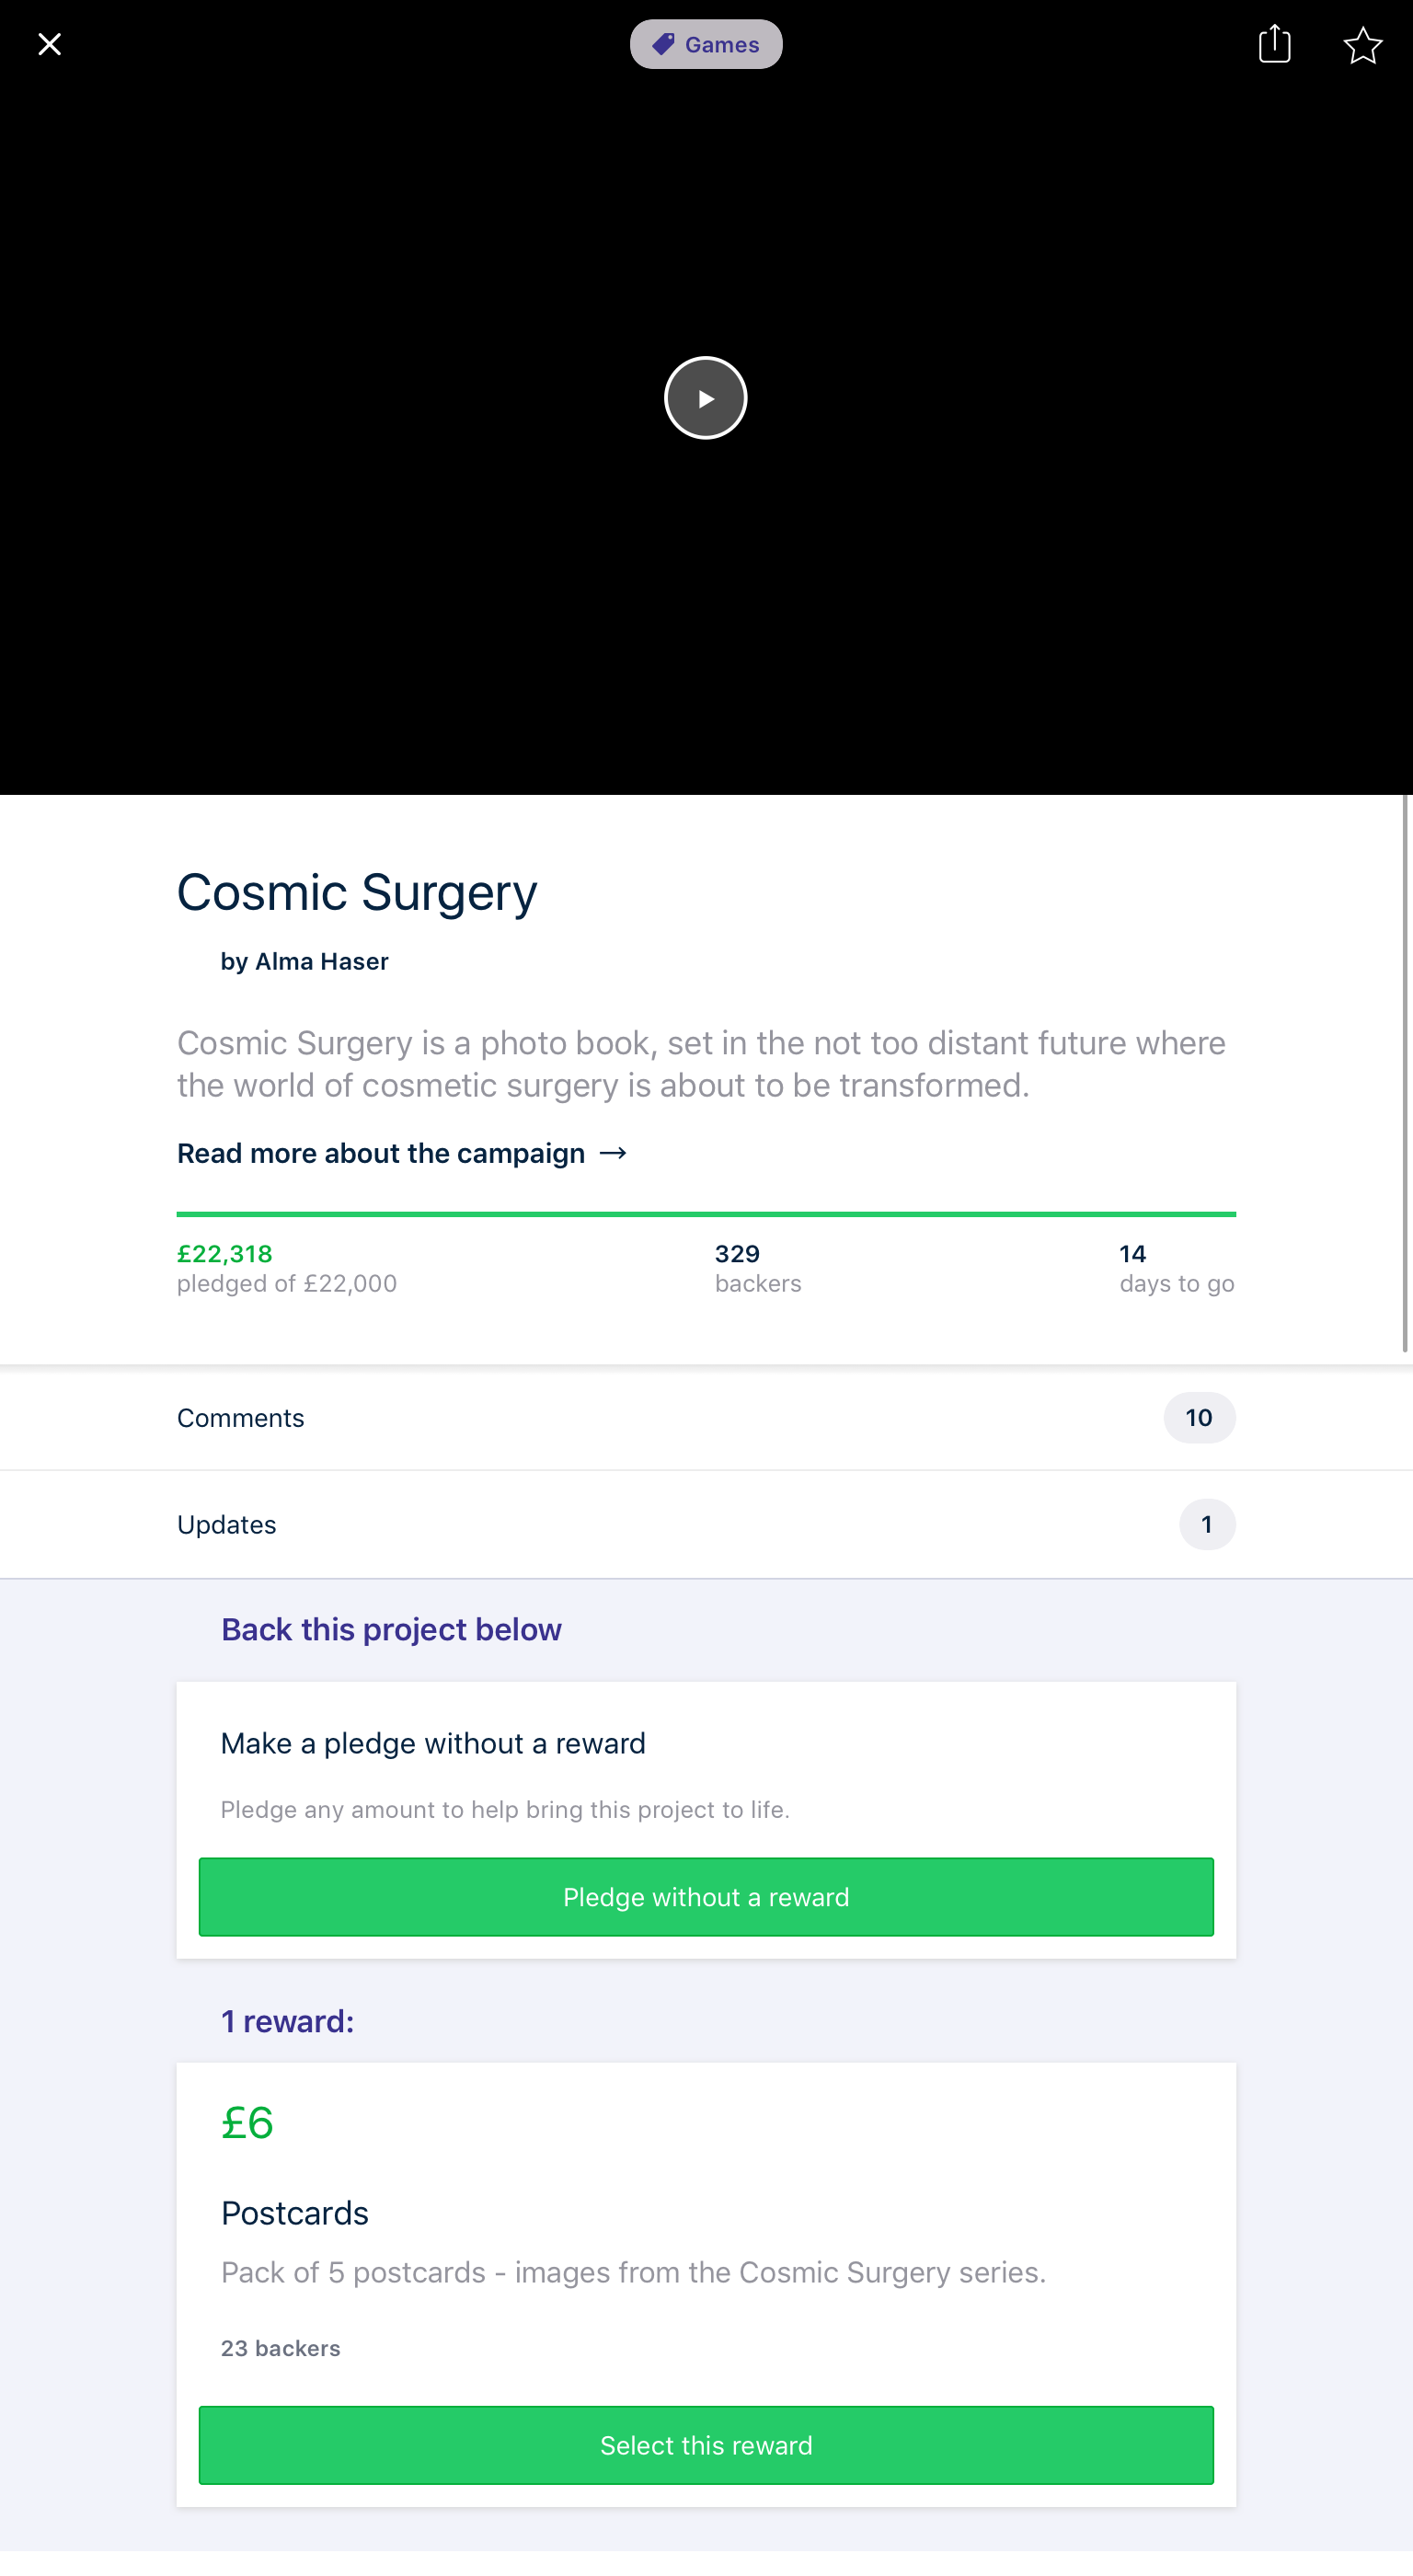 Games
Cosmic Surgery
by Alma Haser
Cosmic Surgery is a photo book, set in the not too distant future where
the world of cosmetic surgery is about to be transformed.
Read more about the campaign →
£22,318
pledged of £22,000
329
backers
14
days to go
Comments
10
Updates
1
Back this project below
Make a pledge without a reward
Pledge any amount to help bring this project to life.
Pledge without a reward
1 reward:
£6
Postcards
Pack of 5 postcards - images from the Cosmic Surgery series.
23 backers
Select this reward